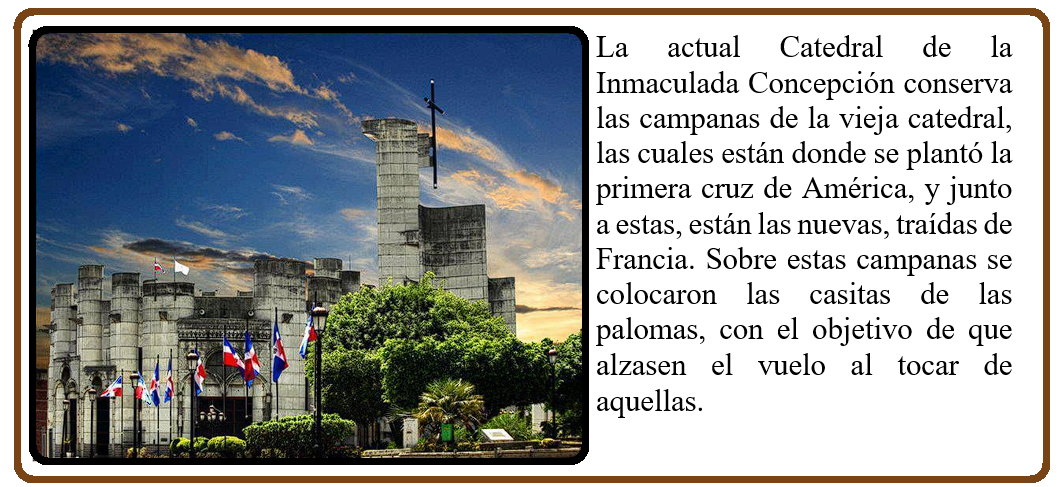 La actual Catedral de la
Inmaculada Concepción conserva
las campanas de la vieja catedral,
las cuales están donde se plantó la
primera cruz de América, y junto
a estas, están las nuevas, traídas de
Francia. Sobre estas campanas se
colocaron las casitas de las
palomas, con el objetivo de que
alzasen el vuelo al tocar de
aquellas.